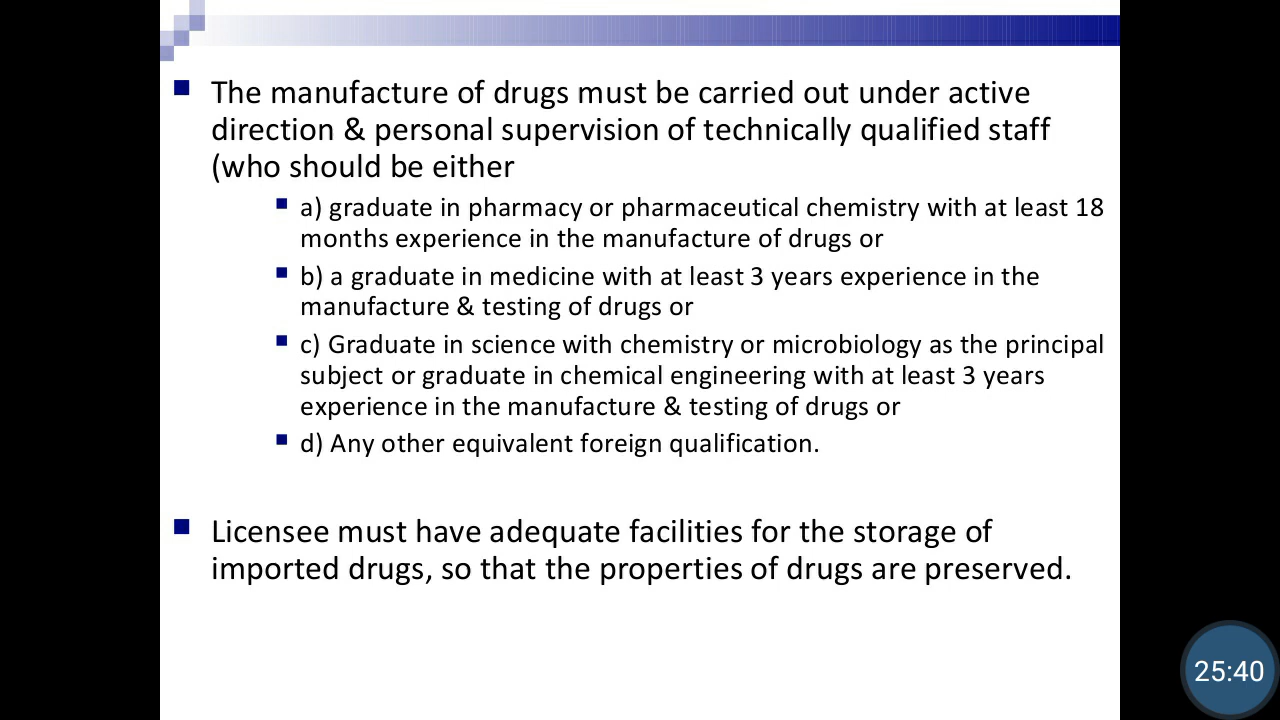 The manufacture of drugs must be carried out under active
direction & personal supervision of technically qualified staff
(who should be either
a) graduate in pharmacy or pharmaceutical chemistry with at least 18
months experience in the manufacture of drugs or
b) a graduate in medicine with at least 3 years experience in the
manufacture & testing of drugs or
c) Graduate in science with chemistry or microbiology as the principal
subject or graduate in chemical engineering with at least 3 years
experience in the manufacture & testing of drugs or
d) Any other equivalent foreign qualification.
Licensee must have adequate facilities for the storage of
imported drugs, so that the properties of drugs are preserved.
25:40